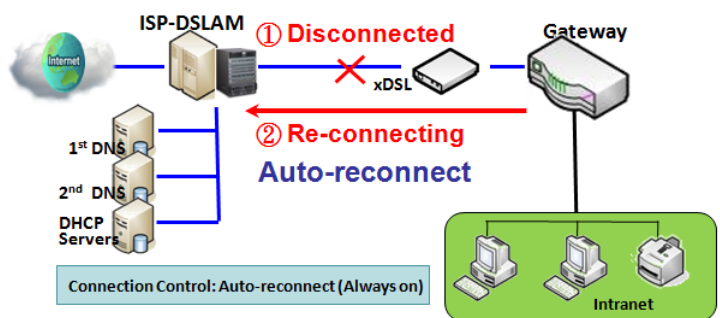 ISP-DSLAM
① Disconnected
Gateway
Internet
xDSL
② Re-connecting
1st DNS
Auto-reconnect
2nd DNS
DHCP
Servers
Connection Control: Auto-reconnect (Always on)
Intranet